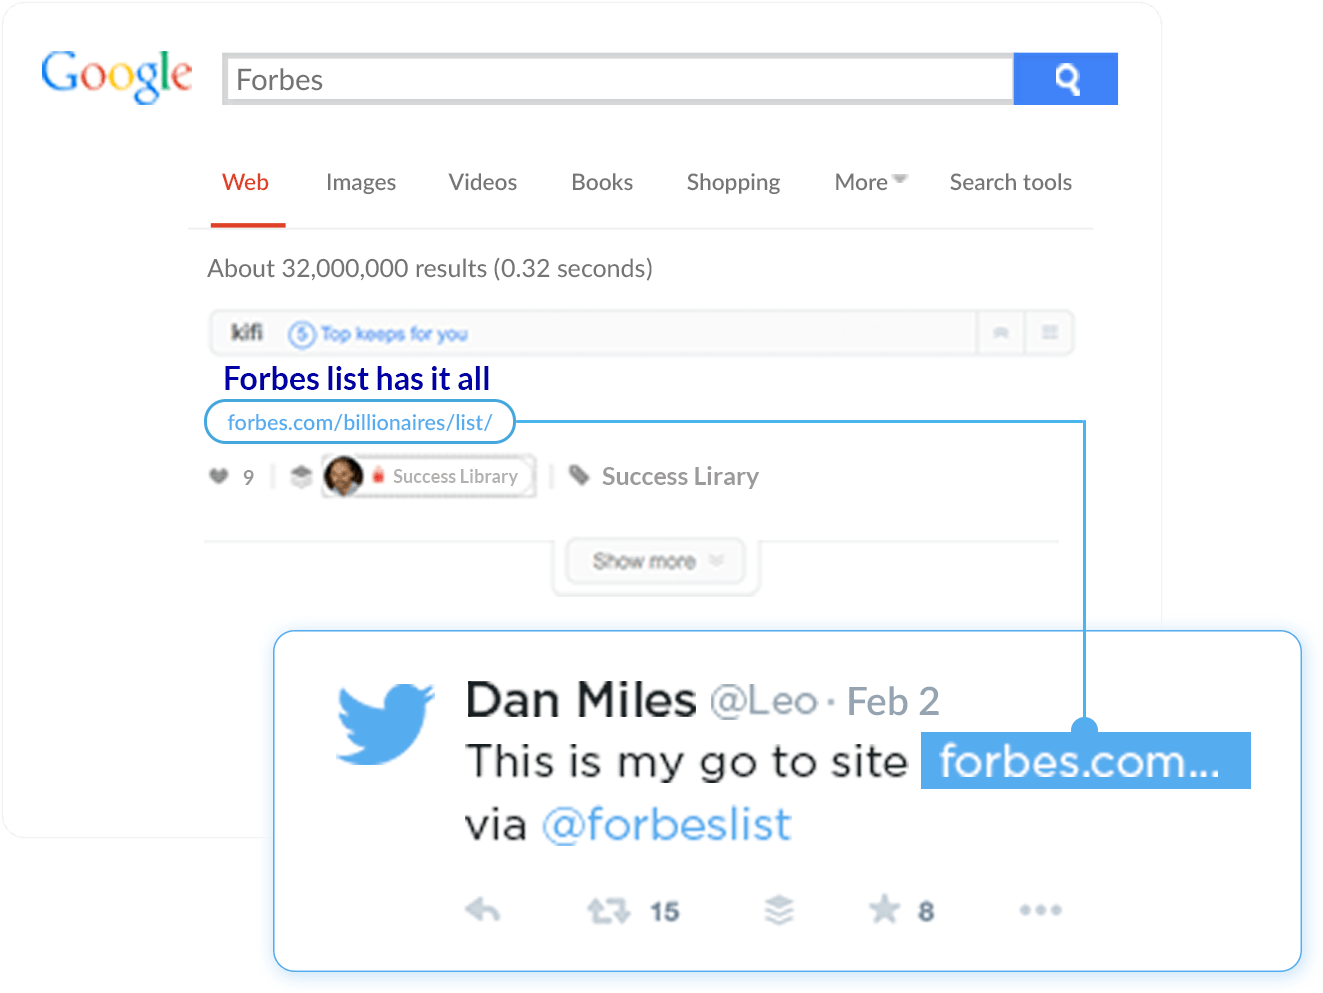 Google
Forbes
Web Images Videos Books Shopping More Search tools
About 32,000,000 results (0.32 seconds)
kifi 5 Top keeps for you
Forbes list has it all
forbes.com/billionaires/list/
9 Success Library Success Lirary
Show more
Dan Miles @Leo · Feb 2
This is my go to site forbes.com...
via @forbeslist
15 8